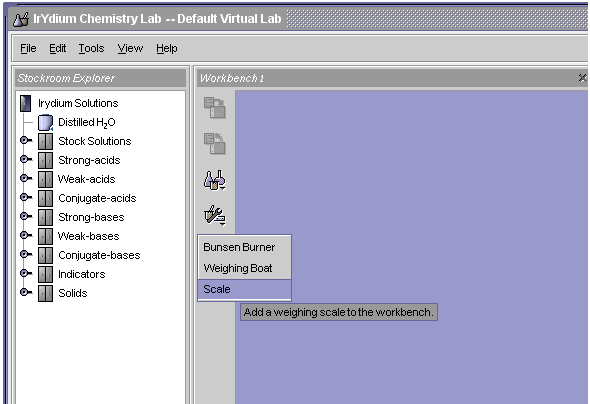 IrYdium Chemistry Lab -- Default Virtual Lab
File Edit Tools View Help
Stockroom Explorer
Irydium Solutions
Distilled H₂O
Stock Solutions
Strong-acids
Weak-acids
Conjugate-acids
Strong-bases
Weak-bases
Conjugate-bases
Indicators
Solids
Workbench 1
Bunsen Burner
Weighing Boat
Scale
Add a weighing scale to the workbench.